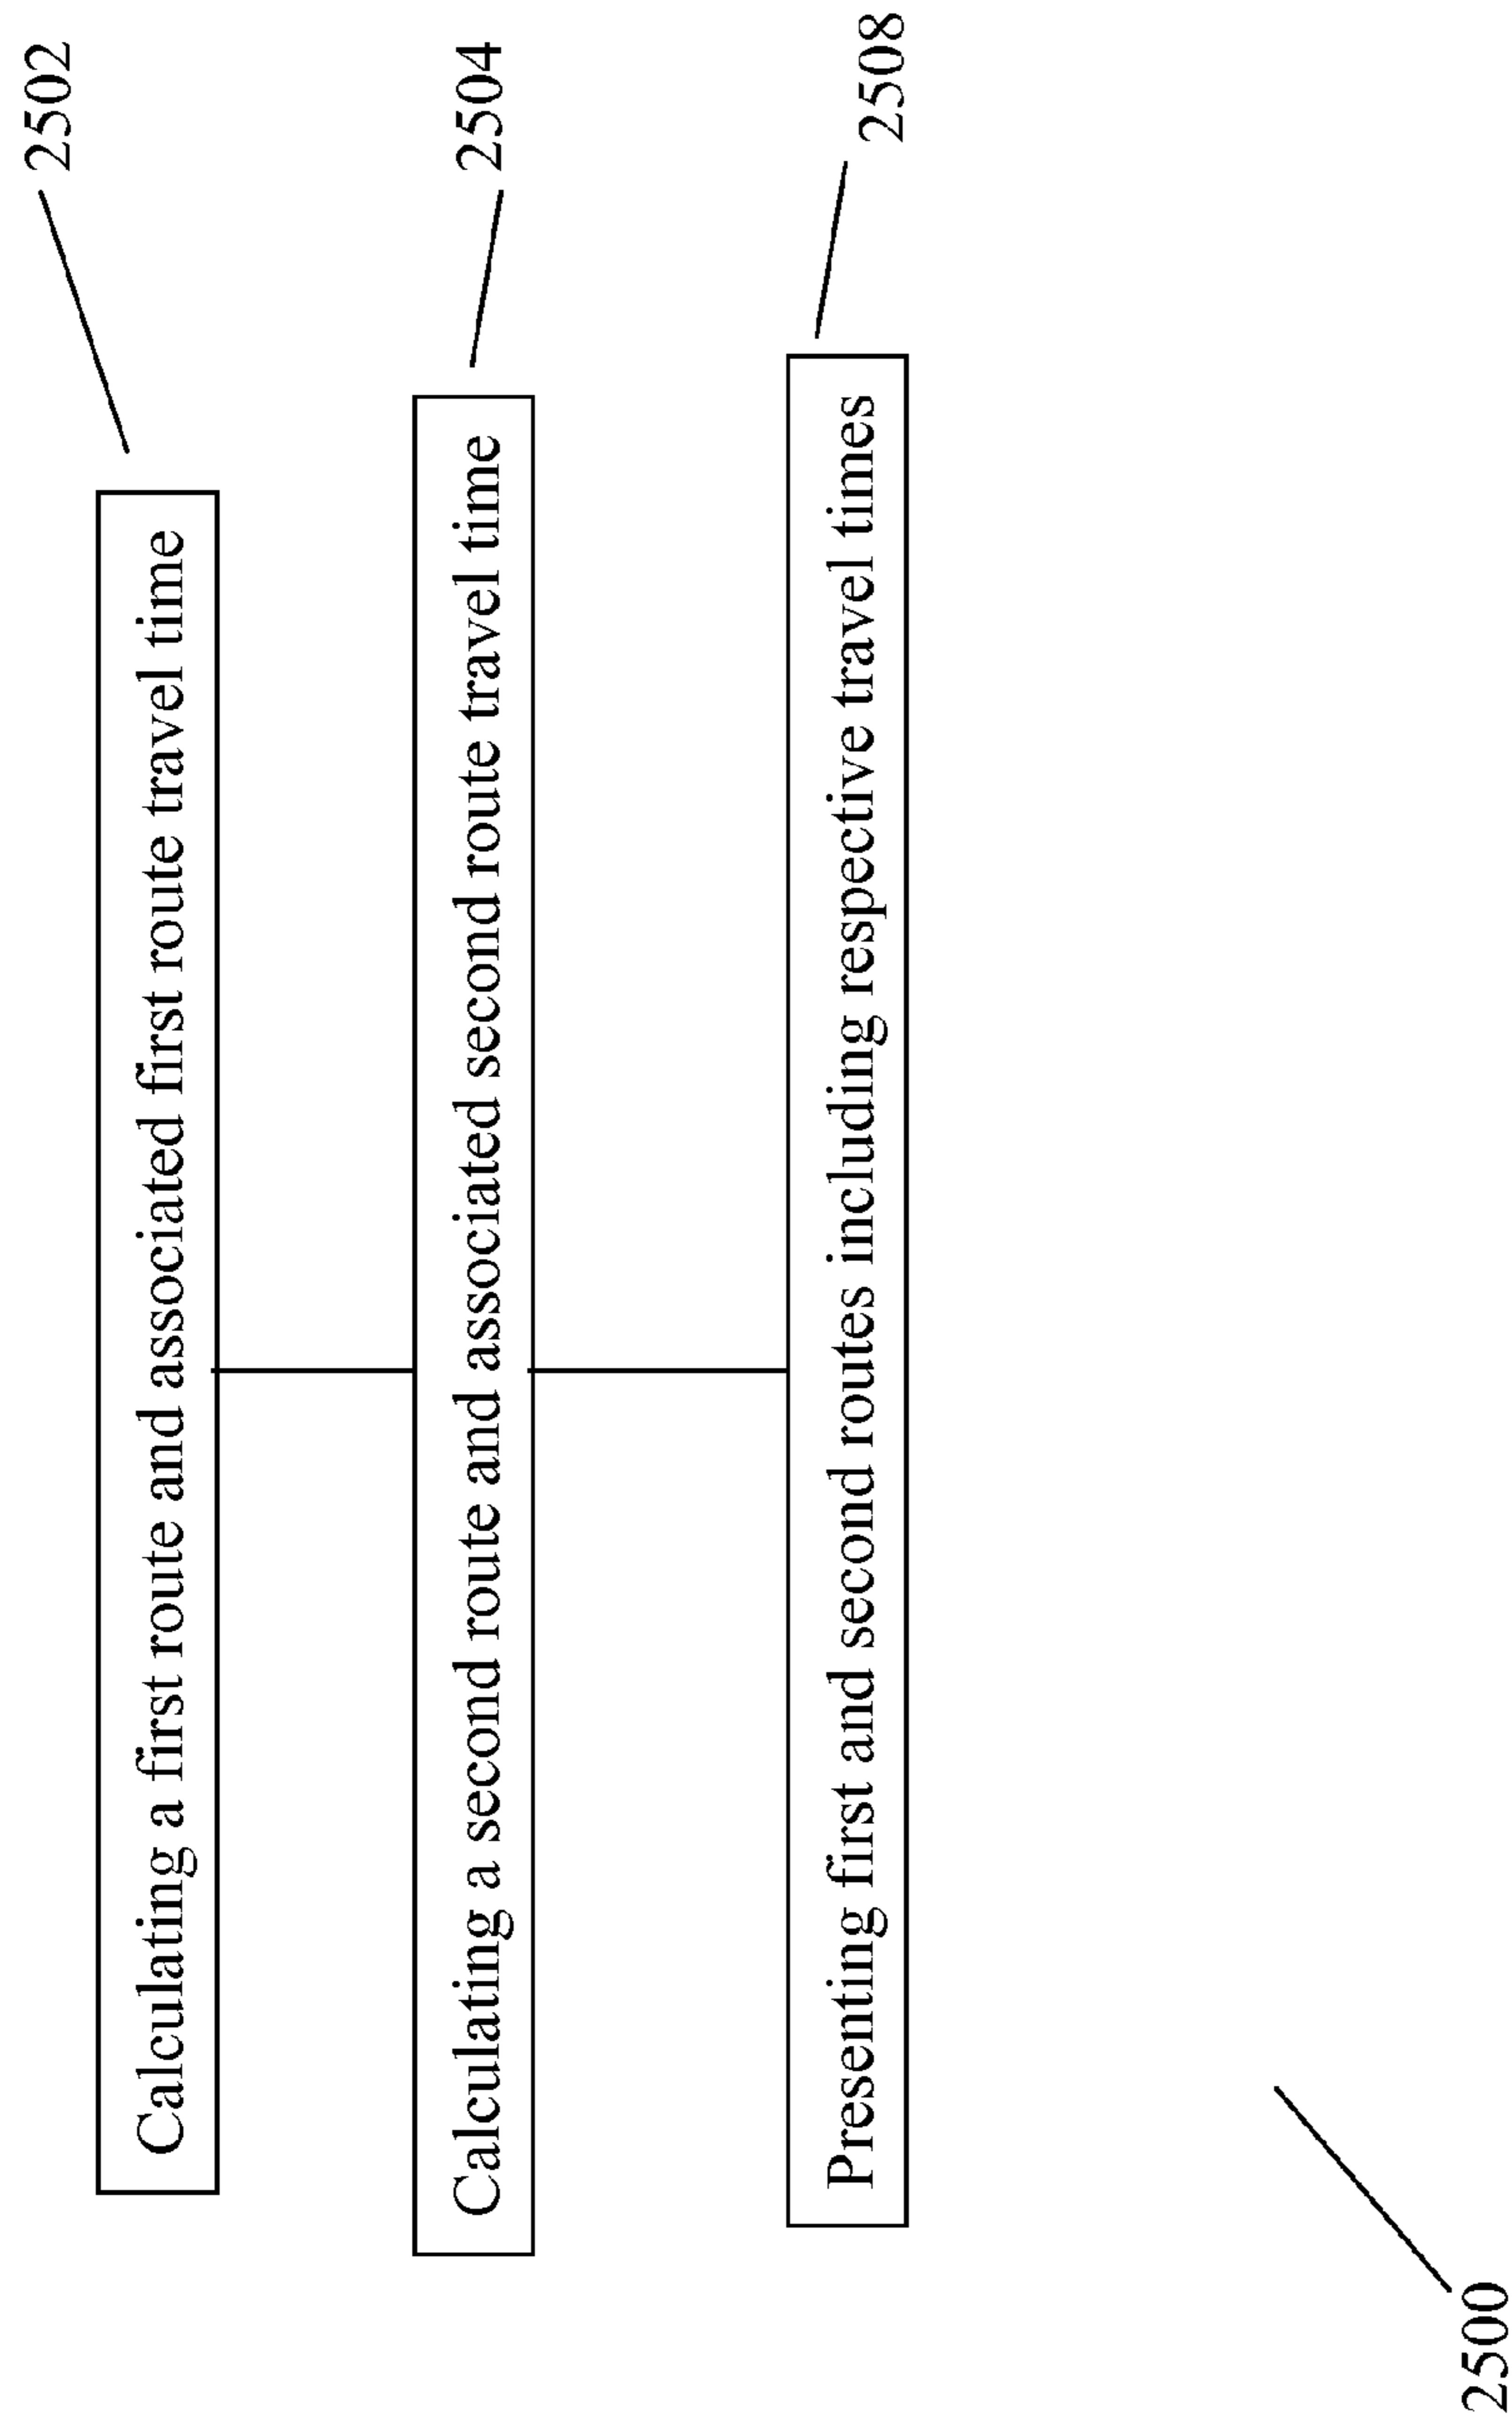 2502
Calculating a first route and associated first route travel time
2504
Calculating a second route and associated second route travel time
2508
Presenting first and second routes including respective travel times
2500